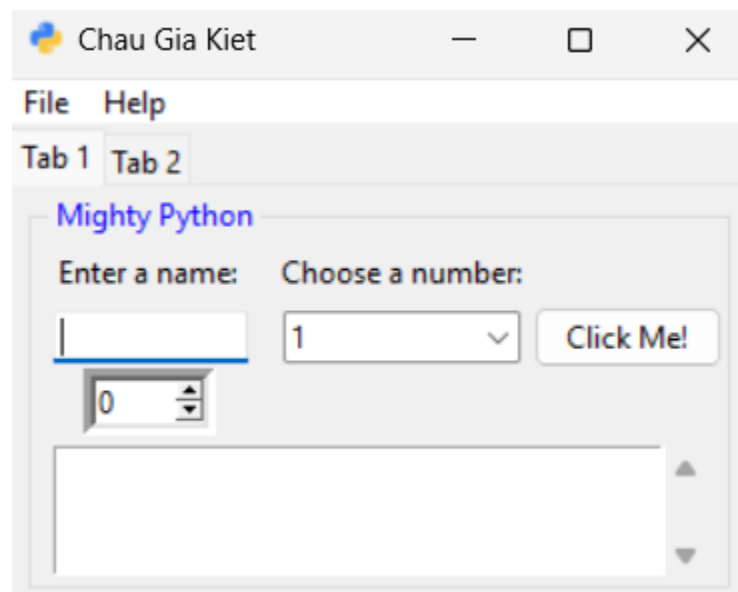 Chau Gia Kiet
File Help
Tab 1 Tab 2
Mighty Python
Enter a name: Choose a number:
1 Click Me!
0